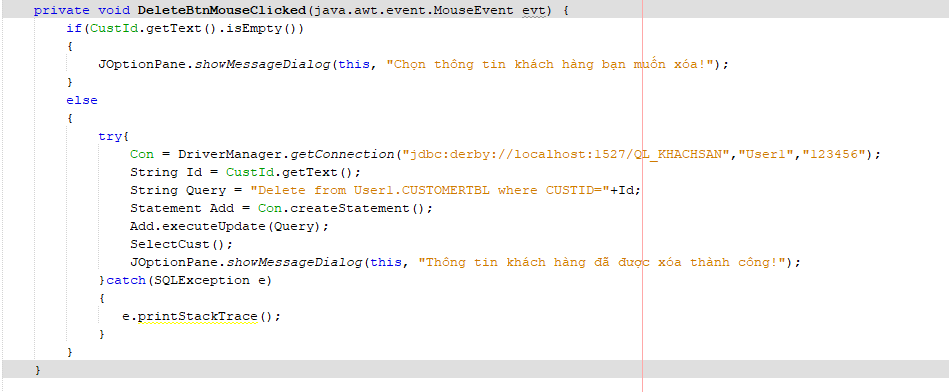 private void DeleteBtnMouseClicked(java.awt.event.MouseEvent evt) {
if(CustId.getText().isEmpty())
{
JOptionPane.showMessageDialog(this, "Chọn thông tin khách hàng bạn muốn xóa!");
}
else
{
try{
Con = DriverManager.getConnection("jdbc:derby://localhost:1527/QL_KHACHSAN","User1","123456");
String Id = CustId.getText();
String Query = "Delete from User1.CUSTOMERTBL where CUSTID="+Id;
Statement Add = Con.createStatement();
Add.executeUpdate(Query);
SelectCust();
JOptionPane.showMessageDialog(this, "Thông tin khách hàng đã được xóa thành công!");
}catch(SQLException e)
{
e.printStackTrace();
}
}
}